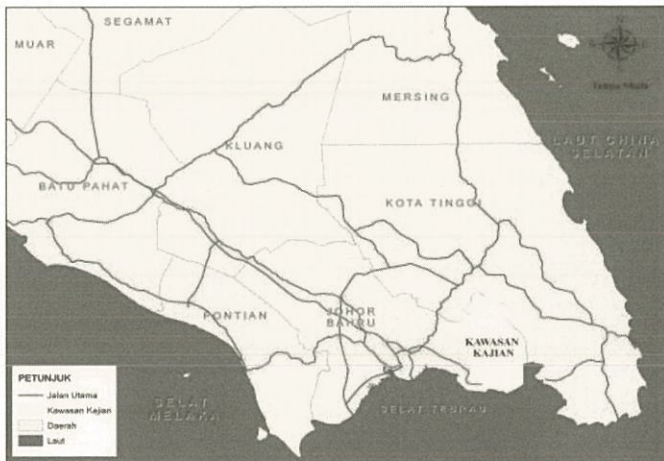 SEGAMAT
N
MUAR
MERSING
LAUT CHINA
SELATAN
KLUANG
BATU PAHAT
KOTA TINGGI
PONTIAN
JOHOR
BAHRU
KAWASAN
KAJIAN
PETUNJUK
Jalan Utama
Kawasan Kajian
Daerah
Laut
SELAT
MELAKA
SELAT TEBRAU